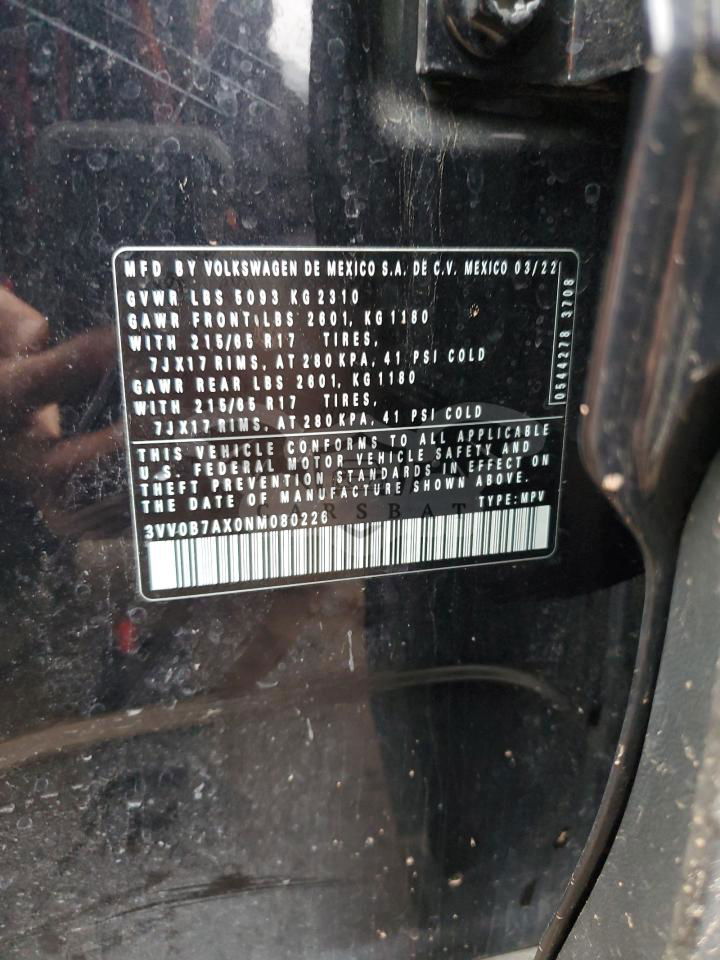 MFD BY VOLKSWAGEN DE MEXICO S.A. DE C.V. MEXICO 03/22
GVWR LBS 5093 KG 2310
GAWR FRONT LBS 2601, KG 1180
WITH 215/65 R17 TIRES,
7JX17 RIMS, AT 280 KPA, 41 PSI COLD
GAWR REAR LBS 2601, KG 1180
WITH 215/65 R17 TIRES,
7JX17 RIMS, AT 280 KPA, 41 PSI COLD
0544278 3708
THIS VEHICLE CONFORMS TO ALL APPLICABLE
U.S. FEDERAL MOTOR VEHICLE SAFETY AND
THEFT PREVENTION STANDARDS IN EFFECT ON
THE DATE OF MANUFACTURE SHOWN ABOVE.
3VV0B7AX0NM080226 TYPE: MPV
CARSBAT